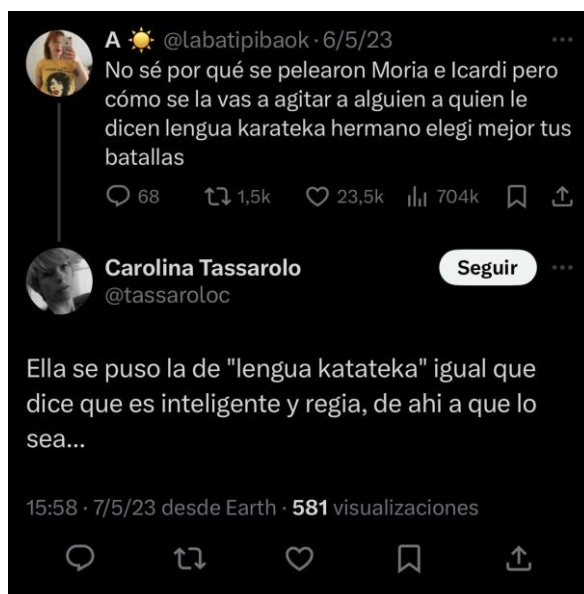 A ☀️ @labatipibaok · 6/5/23
No sé por qué se pelearon Moria e Icardi pero
cómo se la vas a agitar a alguien a quien le
dicen lengua karateka hermano elegi mejor tus
batallas
68 1,5k 23,5k 704k
Carolina Tassarolo
@tassaroloc
Seguir
Ella se puso la de "lengua katateka" igual que
dice que es inteligente y regia, de ahi a que lo
sea...
15:58 · 7/5/23 desde Earth · 581 visualizaciones